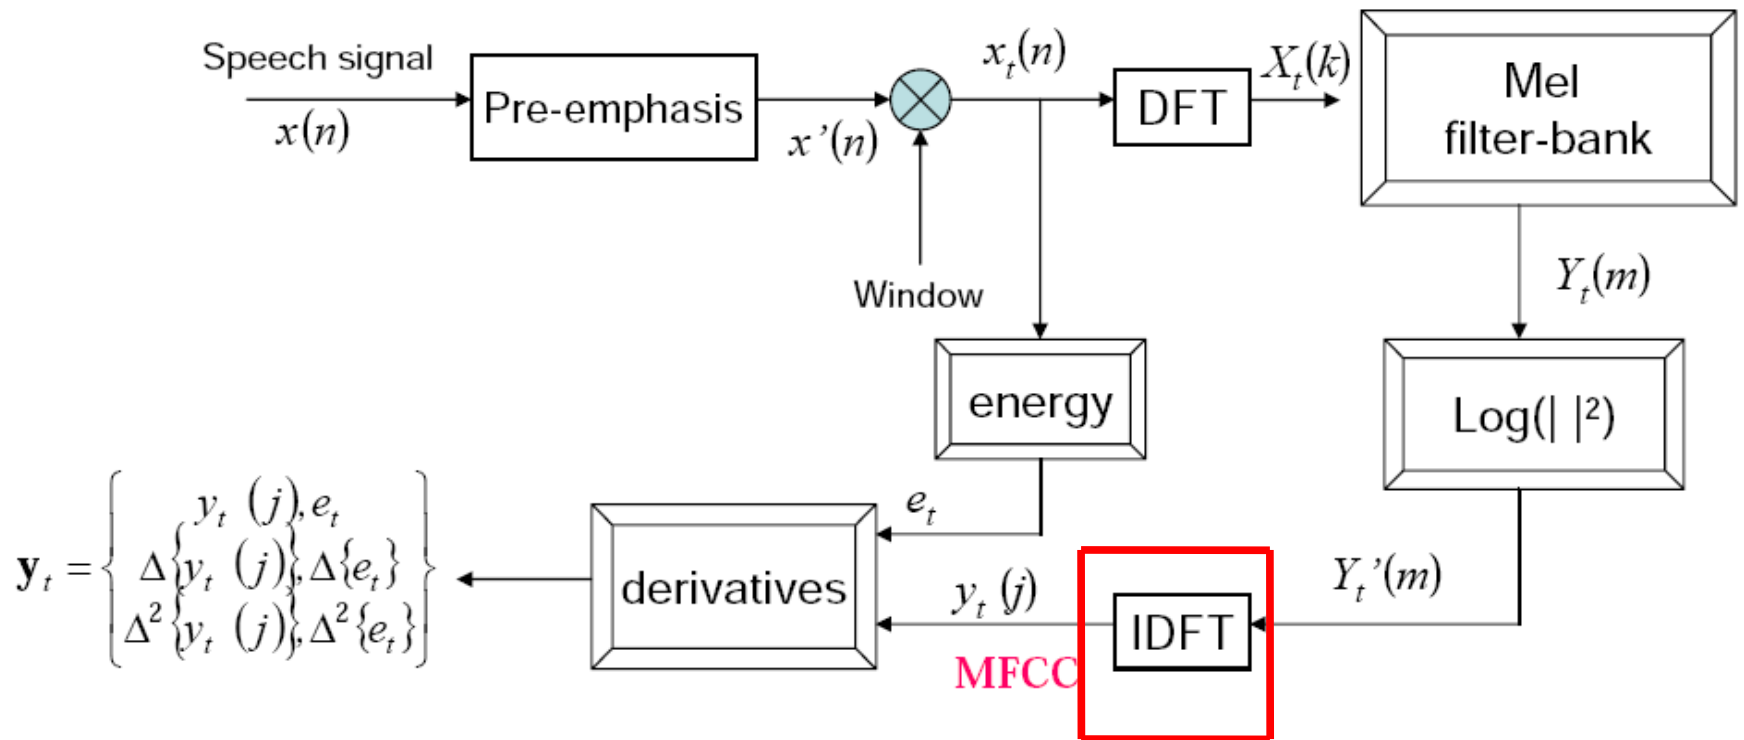 Speech signal
x(n)
Pre-emphasis
x’(n)
Window
x_t(n)
DFT
X_t(k)
Mel
filter-bank
Y_t(m)
Log(| |²)
Y_t’(m)
IDFT
y_t (j)
MFCC
energy
e_t
derivatives
y_t = { y_t (j), e_t
Δ{y_t (j)}, Δ{e_t}
Δ²{y_t (j)}, Δ²{e_t} }